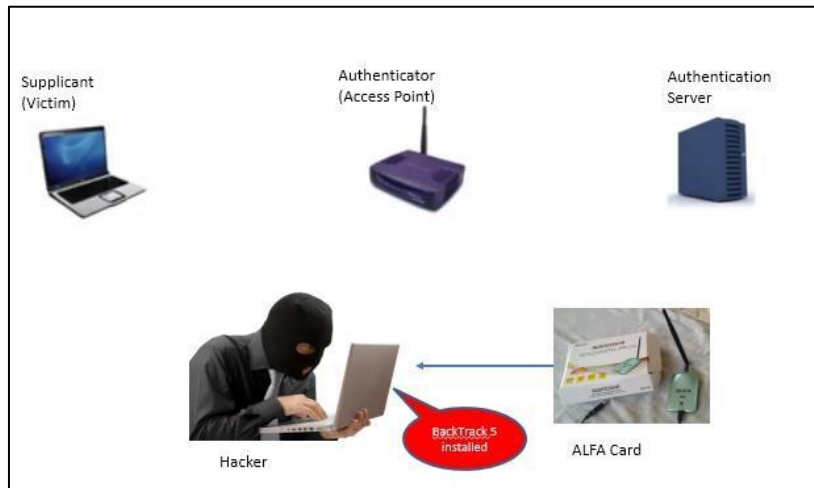 Supplicant
(Victim)
Authenticator
(Access Point)
Authentication
Server
BackTrack 5
installed
Hacker
ALFA Card